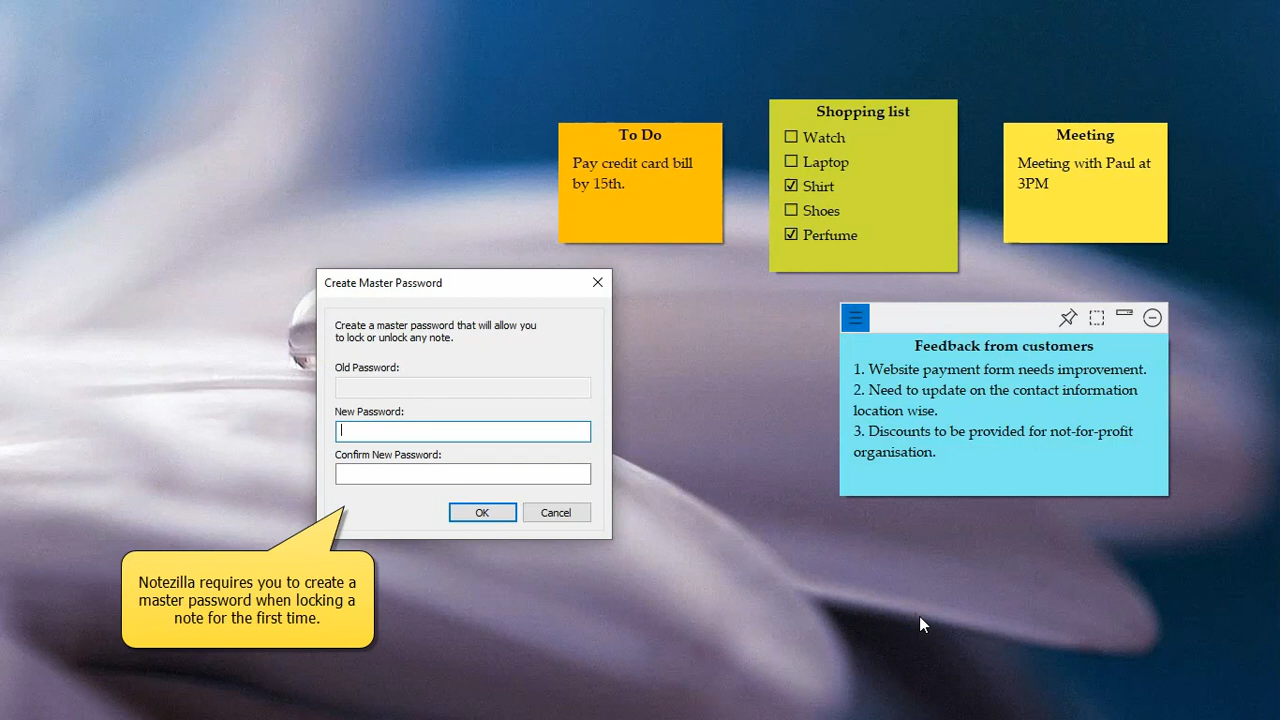 To Do
Pay credit card bill
by 15th.
Shopping list
☐ Watch
☐ Laptop
☑ Shirt
☐ Shoes
☑ Perfume
Meeting
Meeting with Paul at
3PM
Create Master Password
Create a master password that will allow you
to lock or unlock any note.
Old Password:
New Password:
Confirm New Password:
OK
Cancel
Feedback from customers
1. Website payment form needs improvement.
2. Need to update on the contact information
location wise.
3. Discounts to be provided for not-for-profit
organisation.
Notezilla requires you to create a
master password when locking a
note for the first time.